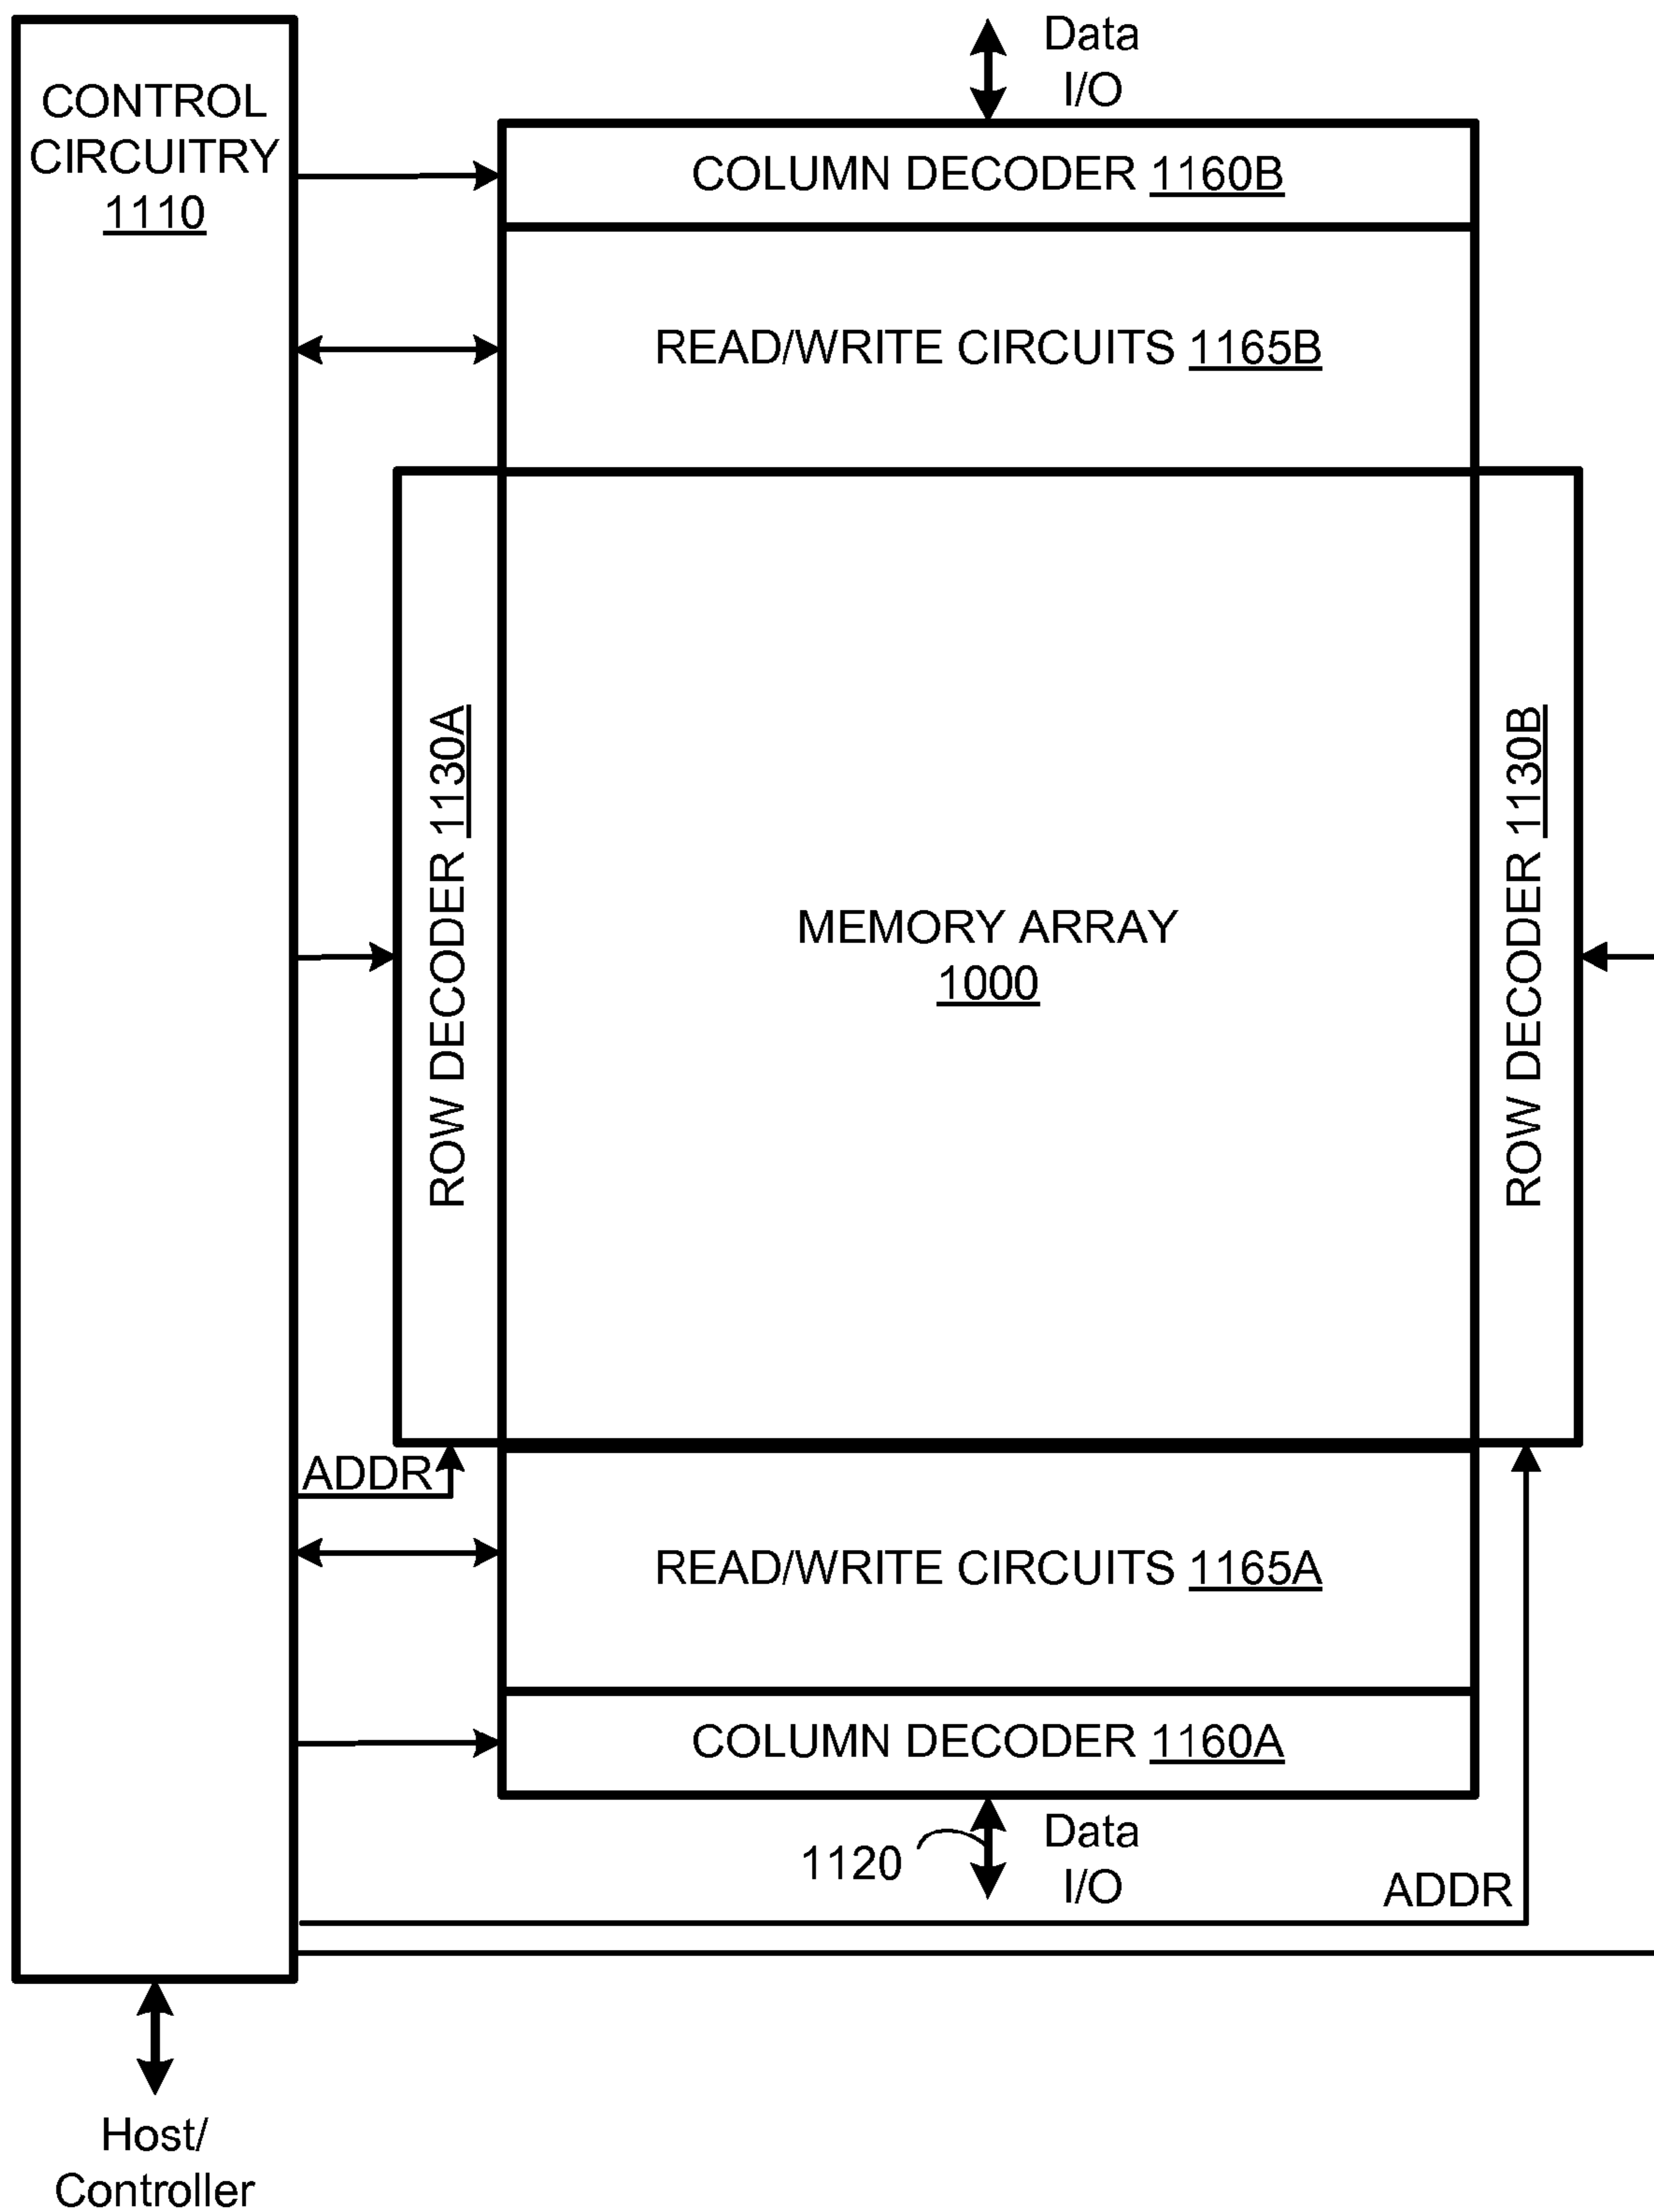 Data
I/O
CONTROL
CIRCUITRY
1110
COLUMN DECODER 1160B
READ/WRITE CIRCUITS 1165B
ROW DECODER 1130A
MEMORY ARRAY
1000
ROW DECODER 1130B
ADDR
READ/WRITE CIRCUITS 1165A
COLUMN DECODER 1160A
1120
Data
I/O
ADDR
Host/
Controller